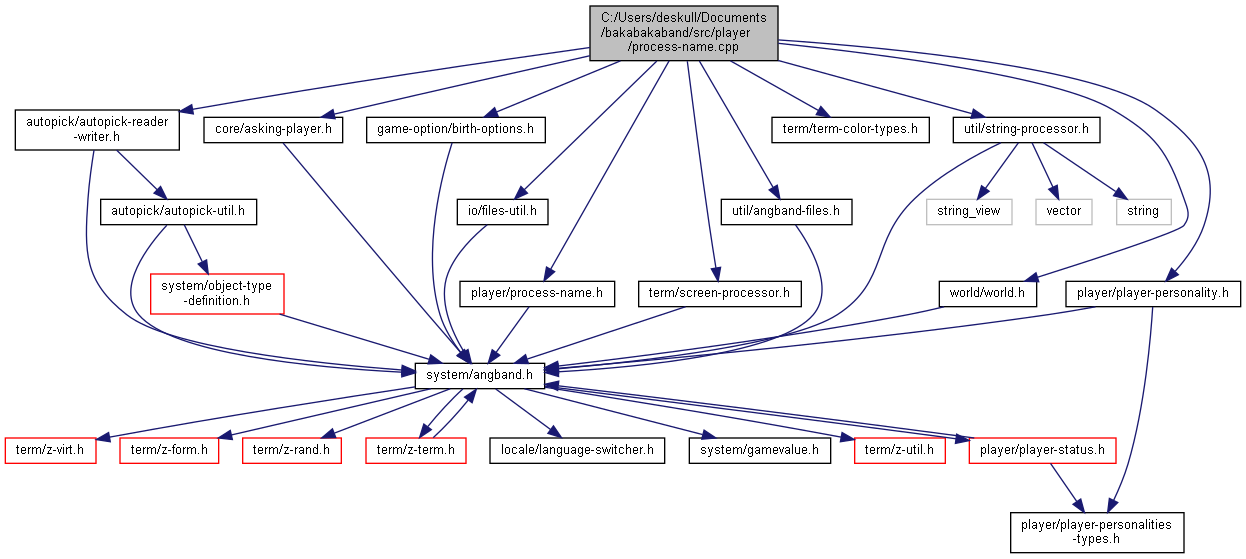 C:/Users/deskull/Documents
/bakabakaband/src/player
/process-name.cpp
autopick/autopick-reader
-writer.h
core/asking-player.h
game-option/birth-options.h
term/term-color-types.h
util/string-processor.h
autopick/autopick-util.h
io/files-util.h
util/angband-files.h
string_view
vector
string
system/object-type
-definition.h
player/process-name.h
term/screen-processor.h
world/world.h
player/player-personality.h
system/angband.h
term/z-virt.h
term/z-form.h
term/z-rand.h
term/z-term.h
locale/language-switcher.h
system/gamevalue.h
term/z-util.h
player/player-status.h
player/player-personalities
-types.h